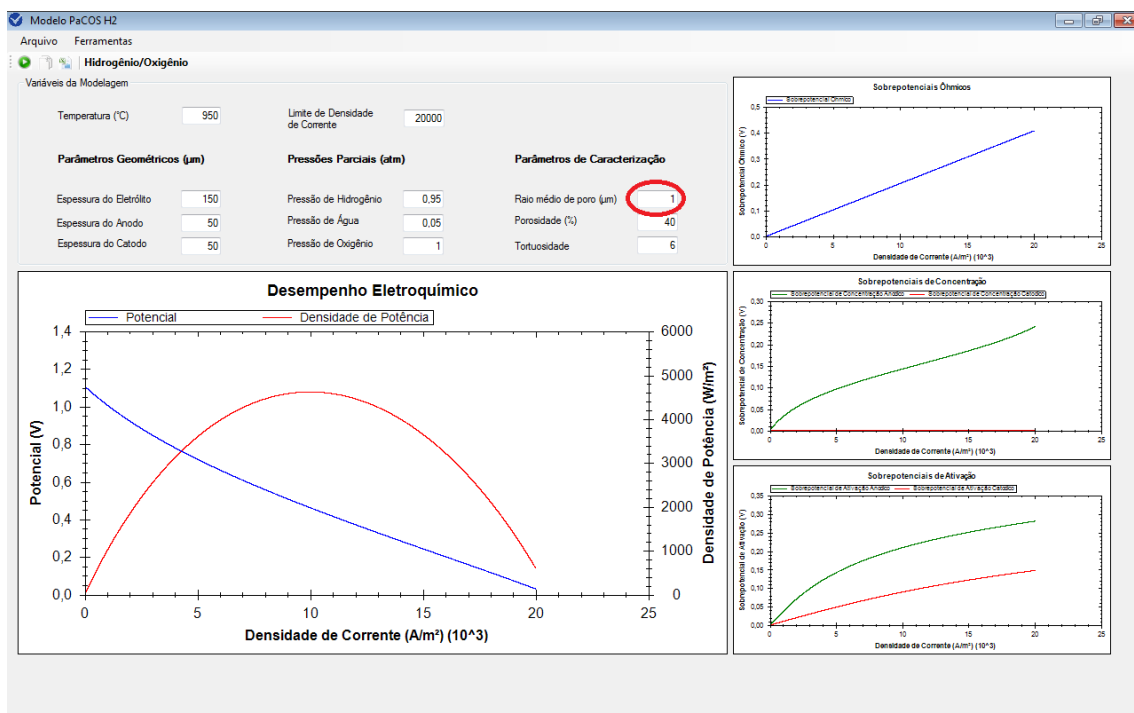 Modelo PaCOS H2
Arquivo Ferramentas
Hidrogênio/Oxigênio
Variáveis da Modelagem
Temperatura (°C) 950
Limite de Densidade de Corrente 20000
Parâmetros Geométricos (µm)
Espessura do Eletrólito 150
Espessura do Anodo 50
Espessura do Catodo 50
Pressões Parciais (atm)
Pressão de Hidrogênio 0,95
Pressão de Água 0,05
Pressão de Oxigênio 1
Parâmetros de Caracterização
Raio médio de poro (µm) 1
Porosidade (%) 40
Tortuosidade 6
Desempenho Eletroquímico
Potencial Densidade de Potência
Potencial (V)
1,4
1,2
1,0
0,8
0,6
0,4
0,2
0,0
0 5 10 15 20 25
Densidade de Corrente (A/m²) (10^3)
6000
5000
4000
3000
2000
1000
0
Densidade de Potência (W/m²)
Sobrepotenciais Ôhmicos
Sobrepotencial Ôhmico
Sobrepotencial Ôhmico (V)
0,5
0,4
0,3
0,2
0,1
0,0
0 5 10 15 20 25
Densidade de Corrente (A/m²) (10^3)
Sobrepotenciais de Concentração
Sobrepotencial de Concentração Anodico Sobrepotencial de Concentração Catodico
Sobrepotencial de Concentração (V)
0,30
0,25
0,20
0,15
0,10
0,05
0,00
0 5 10 15 20 25
Densidade de Corrente (A/m²) (10^3)
Sobrepotenciais de Ativação
Sobrepotencial de Ativação Anodico Sobrepotencial de Ativação Catodico
Sobrepotencial de Ativação (V)
0,35
0,30
0,25
0,20
0,15
0,10
0,05
0,00
0 5 10 15 20 25
Densidade de Corrente (A/m²) (10^3)